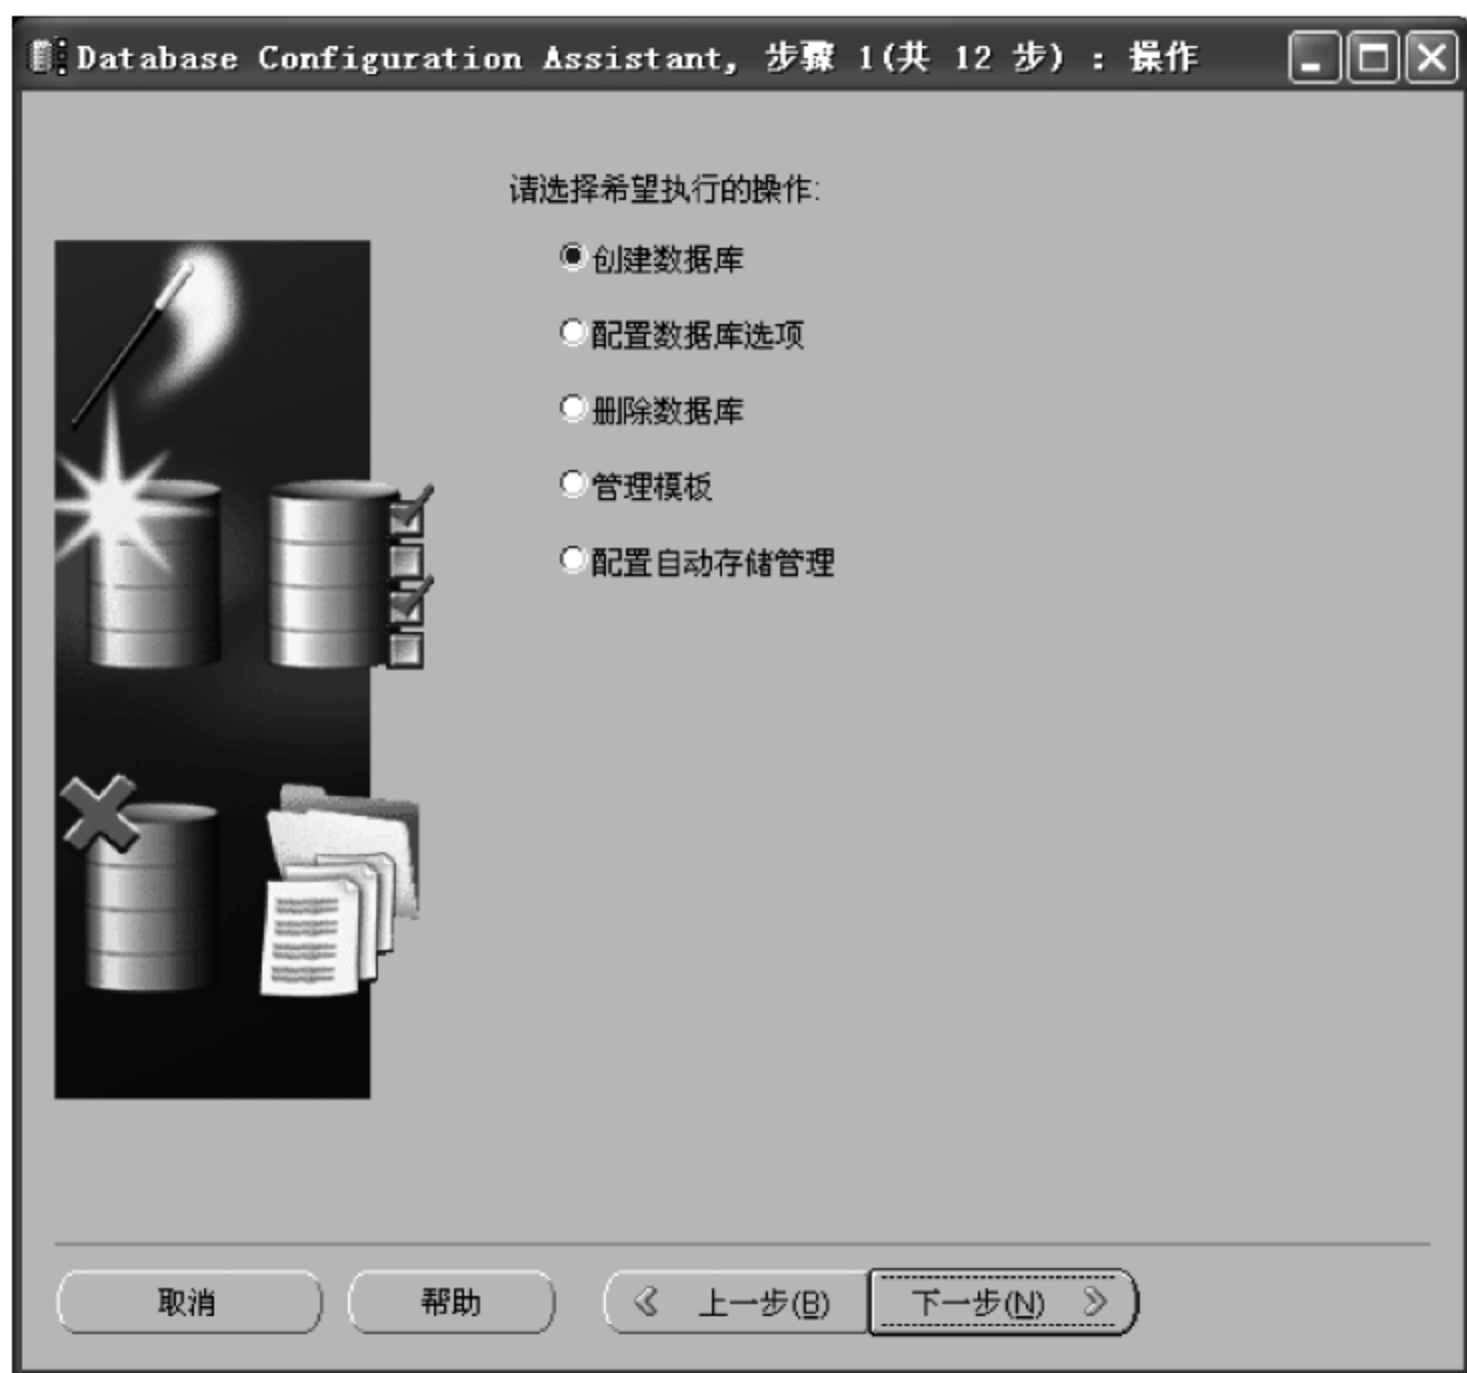 Database Configuration Assistant, 步骤 1(共 12 步) : 操作
请选择希望执行的操作:
创建数据库
配置数据库选项
删除数据库
管理模板
配置自动存储管理
取消 帮助 上一步(B) 下一步(N)